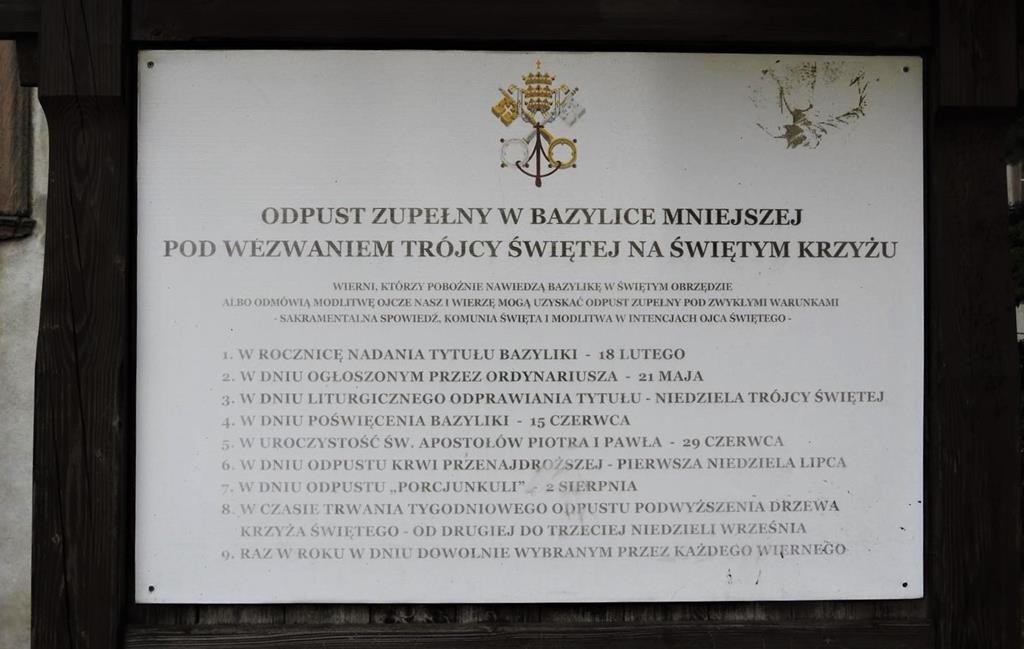 ODPUST ZUPEŁNY W BAZYLICE MNIEJSZEJ
POD WEZWANIEM TRÓJCY ŚWIĘTEJ NA ŚWIĘTYM KRZYŻU
WIERNI, KTÓRZY POBOŻNIE NAWIEDZĄ BAZYLIKĘ W ŚWIĘTYM OBRZĘDZIE
ALBO ODMÓWIĄ MODLITWĘ OJCZE NASZ I WIERZĘ MOGĄ UZYSKAĆ ODPUST ZUPEŁNY POD ZWYKŁYMI WARUNKAMI
- SAKRAMENTALNA SPOWIEDŹ, KOMUNIA ŚWIĘTA I MODLITWA W INTENCJACH OJCA ŚWIĘTEGO -
1. W ROCZNICĘ NADANIA TYTUŁU BAZYLIKI - 18 LUTEGO
2. W DNIU OGŁOSZONYM PRZEZ ORDYNARIUSZA - 21 MAJA
3. W DNIU LITURGICZNEGO ODPRAWIANIA TYTUŁU - NIEDZIELA TRÓJCY ŚWIĘTEJ
4. W DNIU POŚWIĘCENIA BAZYLIKI - 15 CZERWCA
5. W UROCZYSTOŚĆ ŚW. APOSTOŁÓW PIOTRA I PAWŁA - 29 CZERWCA
6. W DNIU ODPUSTU KRWI PRZENAJDROŻSZEJ - PIERWSZA NIEDZIELA LIPCA
7. W DNIU ODPUSTU „PORCJUNKULI” - 2 SIERPNIA
8. W CZASIE TRWANIA TYGODNIOWEGO ODPUSTU PODWYŻSZENIA DRZEWA
KRZYŻA ŚWIĘTEGO - OD DRUGIEJ DO TRZECIEJ NIEDZIELI WRZEŚNIA
9. RAZ W ROKU W DNIU DOWOLNIE WYBRANYM PRZEZ KAŻDEGO WIERNEGO